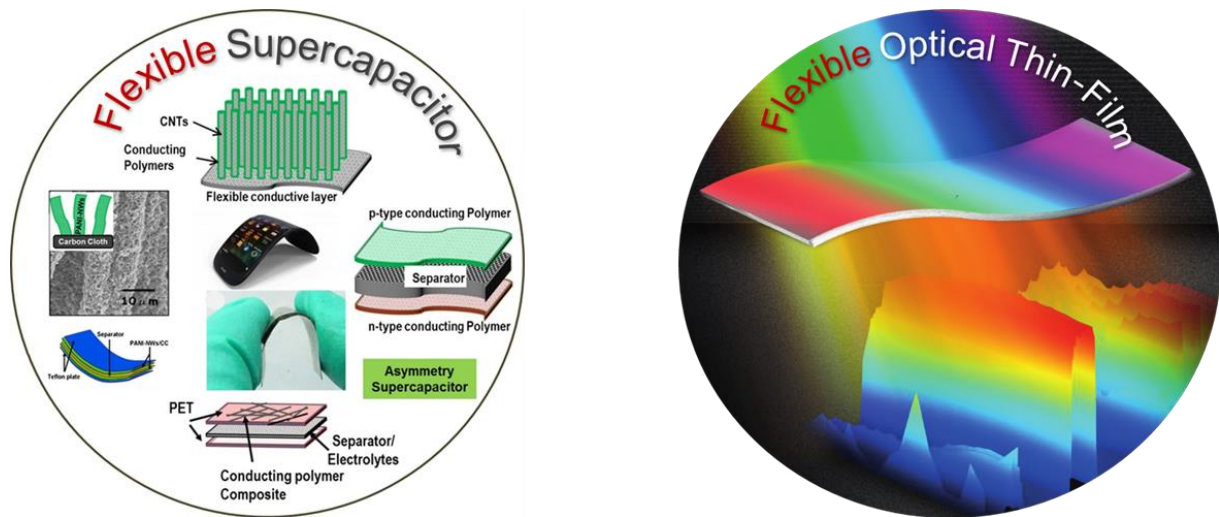 Flexible Supercapacitor
CNTs
Conducting
Polymers
Flexible conductive layer
PANI-NWs
Carbon Cloth
10 μm
p-type conducting Polymer
Separator
n-type conducting Polymer
Separator
PANI-NWs/CC
Teflon plate
Asymmetry
Supercapacitor
PET
Separator/
Electrolytes
Conducting polymer
Composite
Flexible Optical Thin-Film